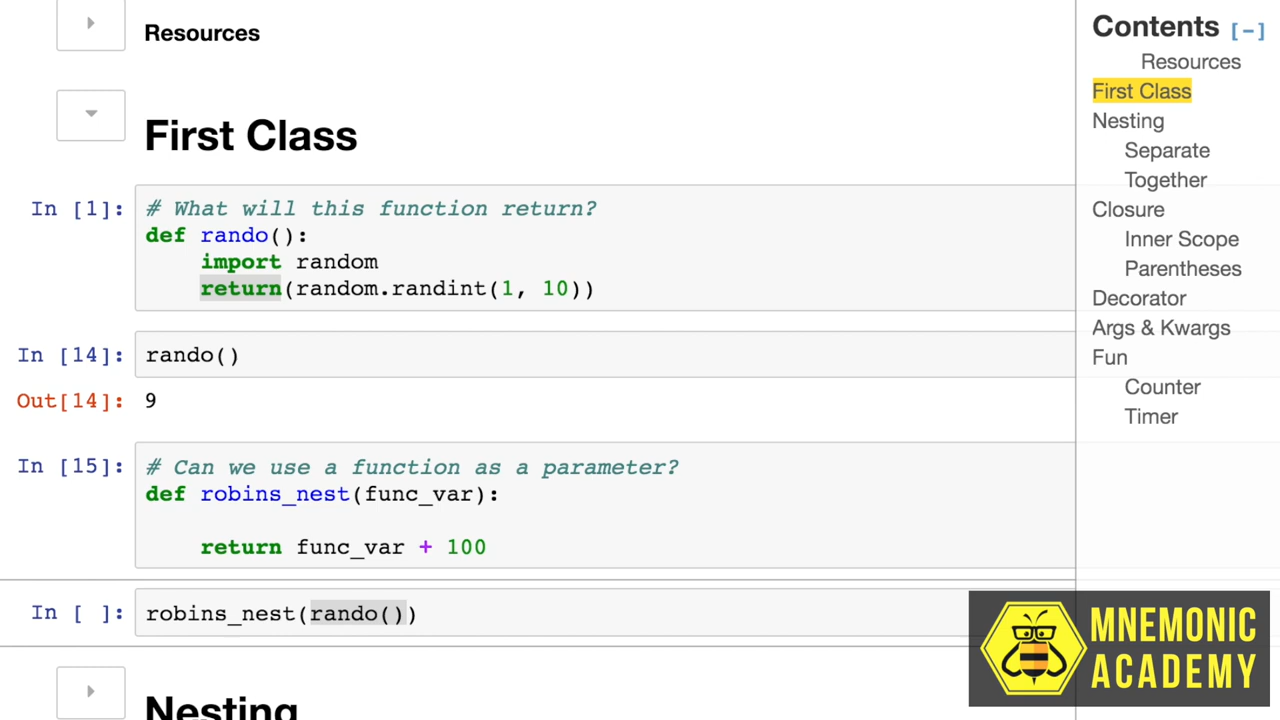 Resources
First Class
In [1]: # What will this function return?
def rando():
    import random
    return(random.randint(1, 10))
In [14]: rando()
Out[14]: 9
In [15]: # Can we use a function as a parameter?
def robins_nest(func_var):
    return func_var + 100
In [ ]: robins_nest(rando())
Nesting
Contents [-]
Resources
First Class
Nesting
Separate
Together
Closure
Inner Scope
Parentheses
Decorator
Args & Kwargs
Fun
Counter
Timer
MNEMONIC
ACADEMY